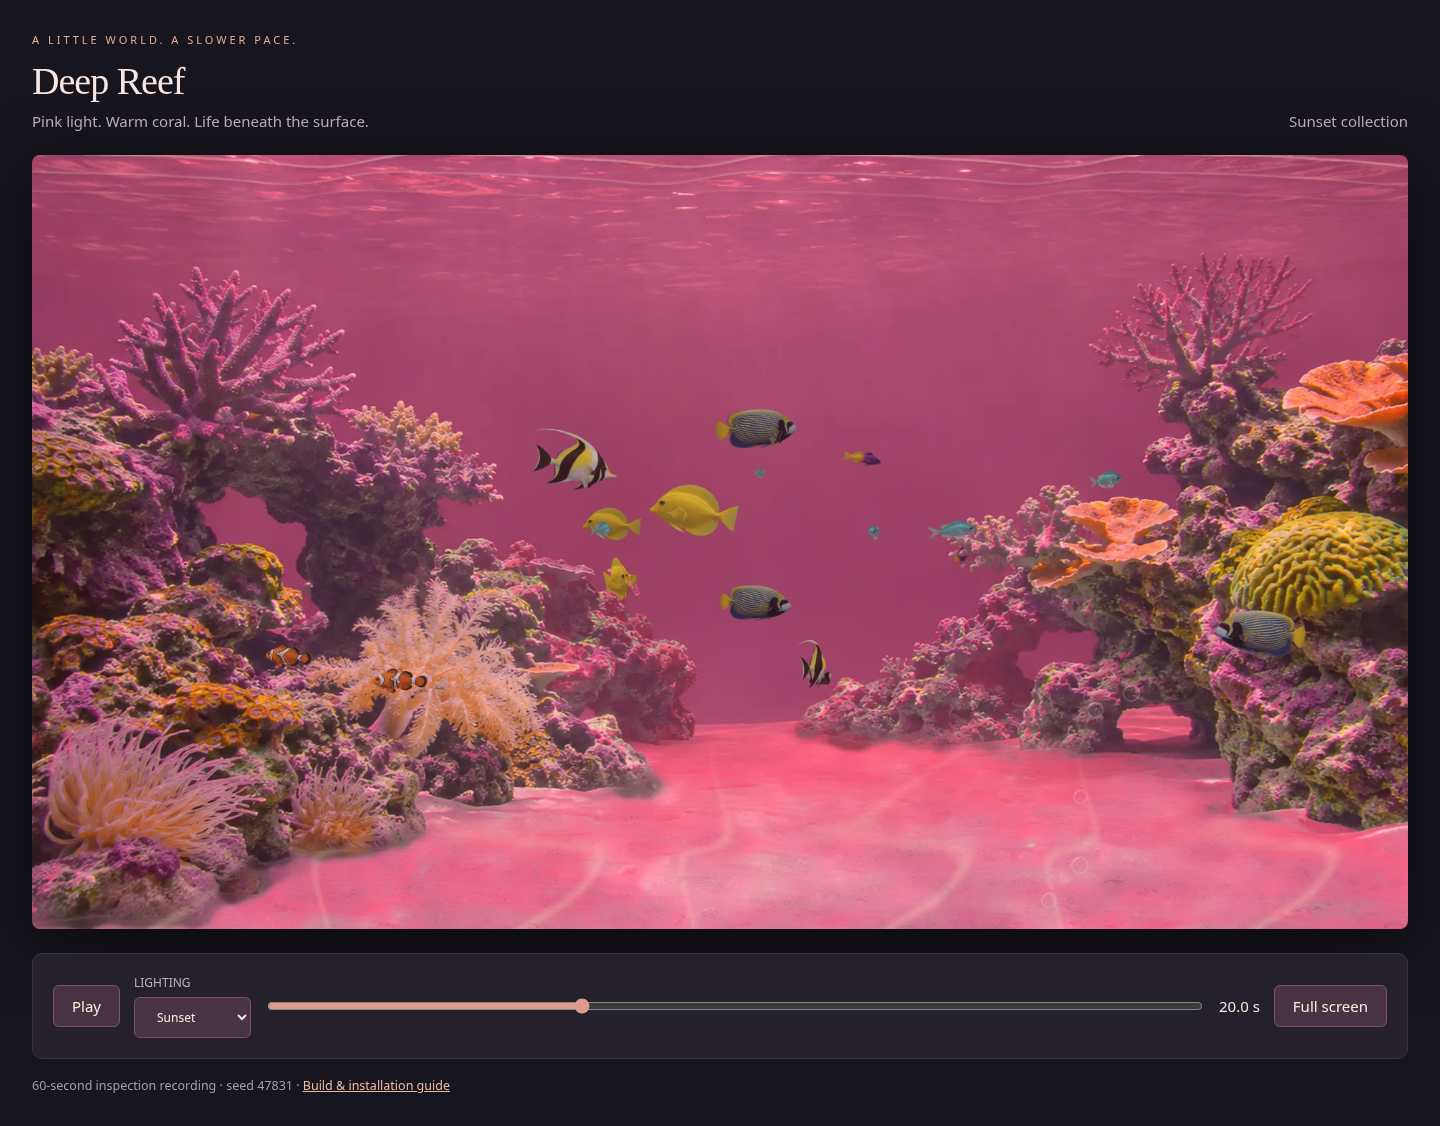 A LITTLE WORLD. A SLOWER PACE.
Deep Reef
Pink light. Warm coral. Life beneath the surface.
Sunset collection
LIGHTING
Play
Sunset
20.0 s
Full screen
60-second inspection recording · seed 47831 · Build & installation guide